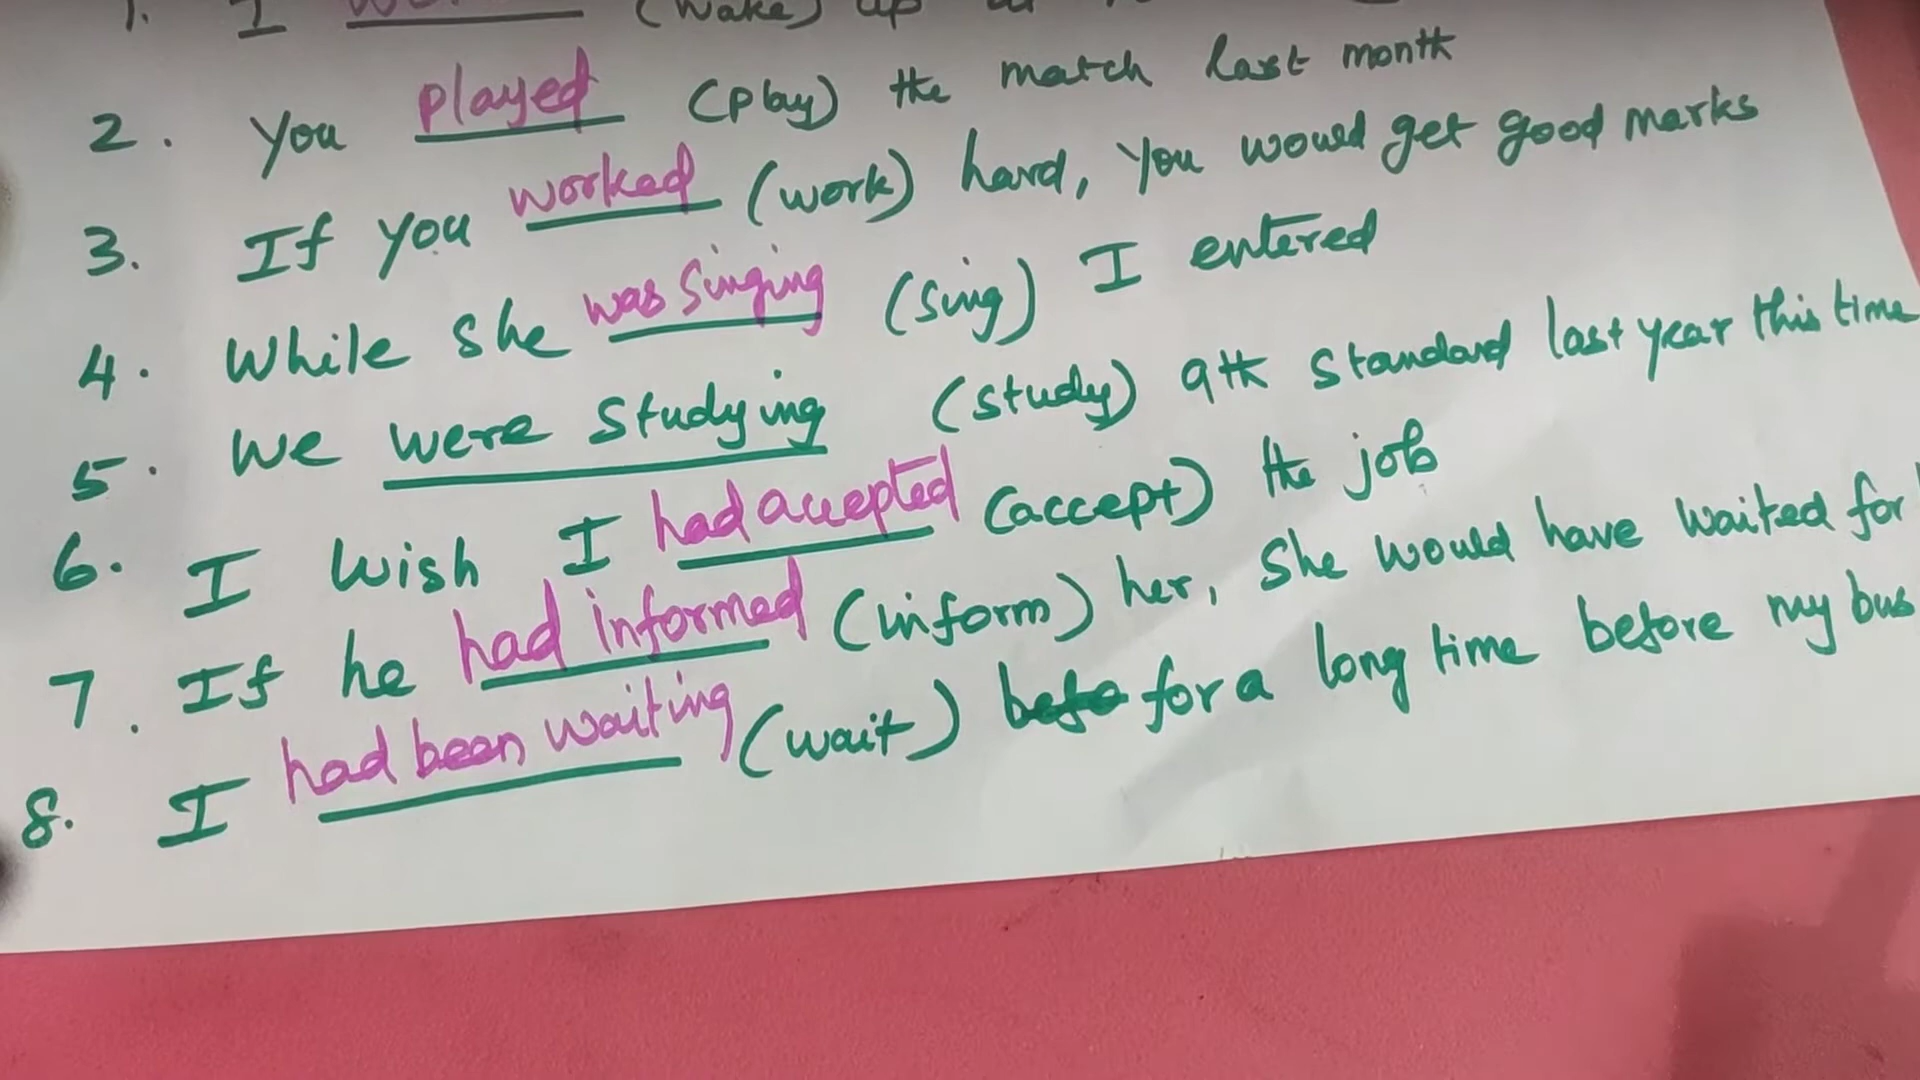 1. I (wake) up
2. You played (play) the match last month
3. If you worked (work) hard, you would get good marks
4. While she was singing (sing) I entered
5. We were studying (study) 9th standard last year this time
6. I wish I had accepted (accept) the job
7. If he had informed (inform) her, she would have waited for
8. I had been waiting (wait) for a long time before my bus